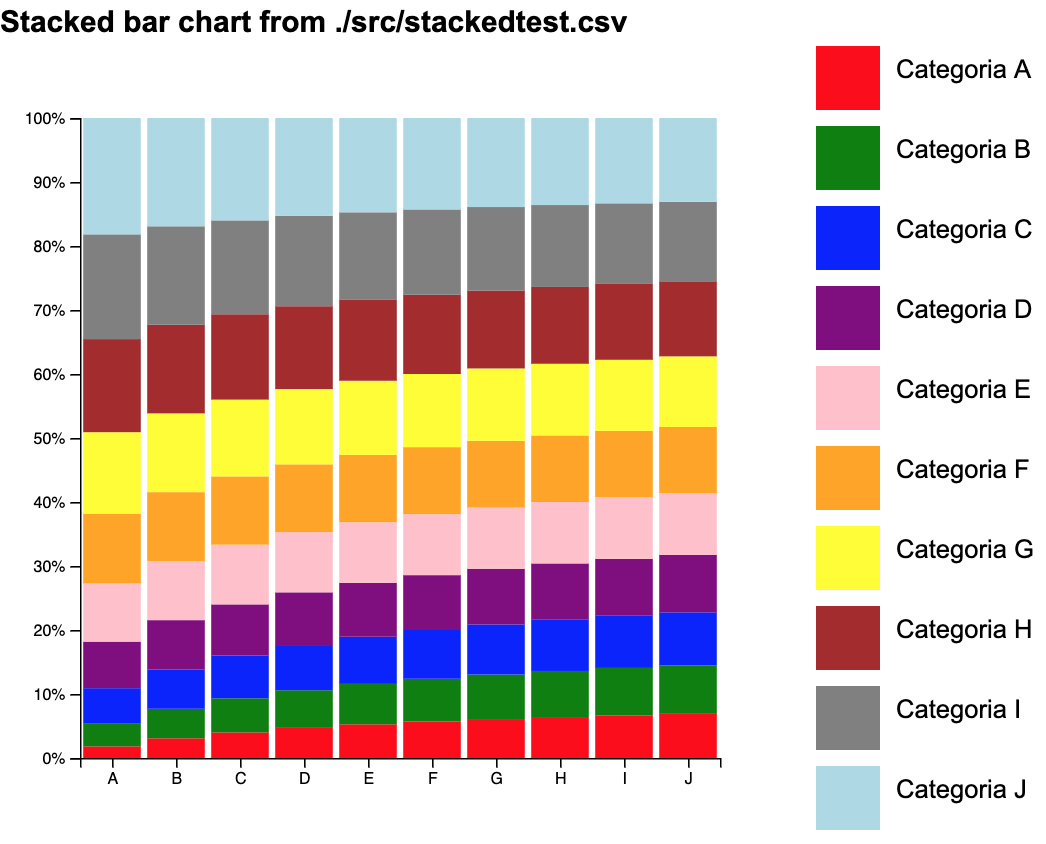 Stacked bar chart from ./src/stackedtest.csv
Categoria A
Categoria B
Categoria C
Categoria D
Categoria E
Categoria F
Categoria G
Categoria H
Categoria I
Categoria J
100%
90%
80%
70%
60%
50%
40%
30%
20%
10%
0%
A B C D E F G H I J